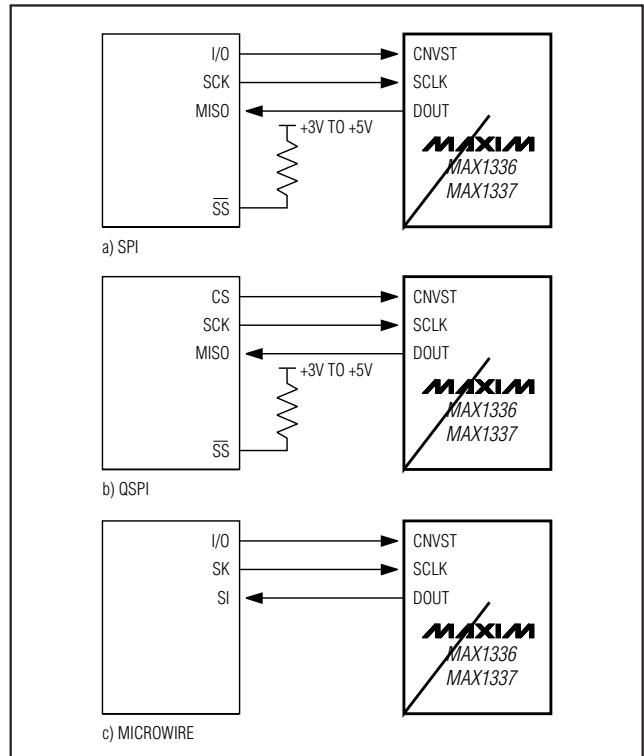 I/O CNVST
SCK SCLK
MISO DOUT
+3V TO +5V
MAXIM
MAX1336
MAX1337
SS
a) SPI
CS CNVST
SCK SCLK
MISO DOUT
+3V TO +5V
MAXIM
MAX1336
MAX1337
SS
b) QSPI
I/O CNVST
SK SCLK
SI DOUT
MAXIM
MAX1336
MAX1337
c) MICROWIRE